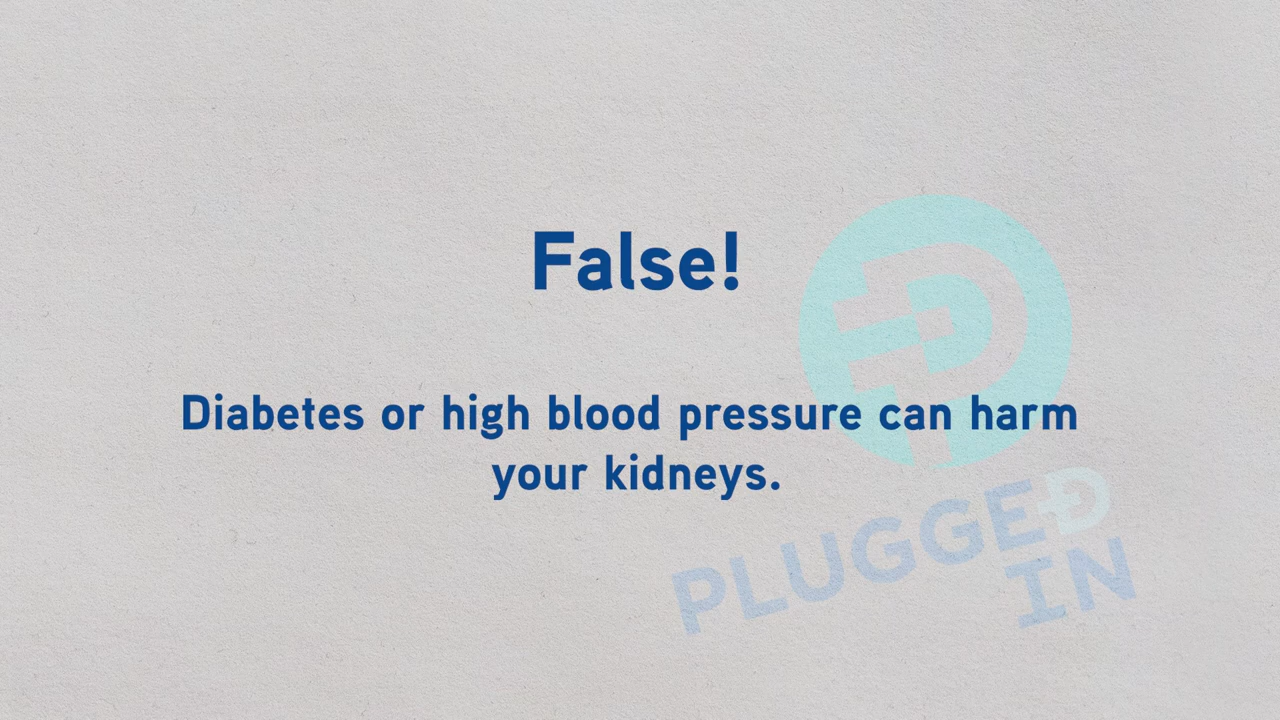 False!
Diabetes or high blood pressure can harm
your kidneys.
PLUGGED
IN